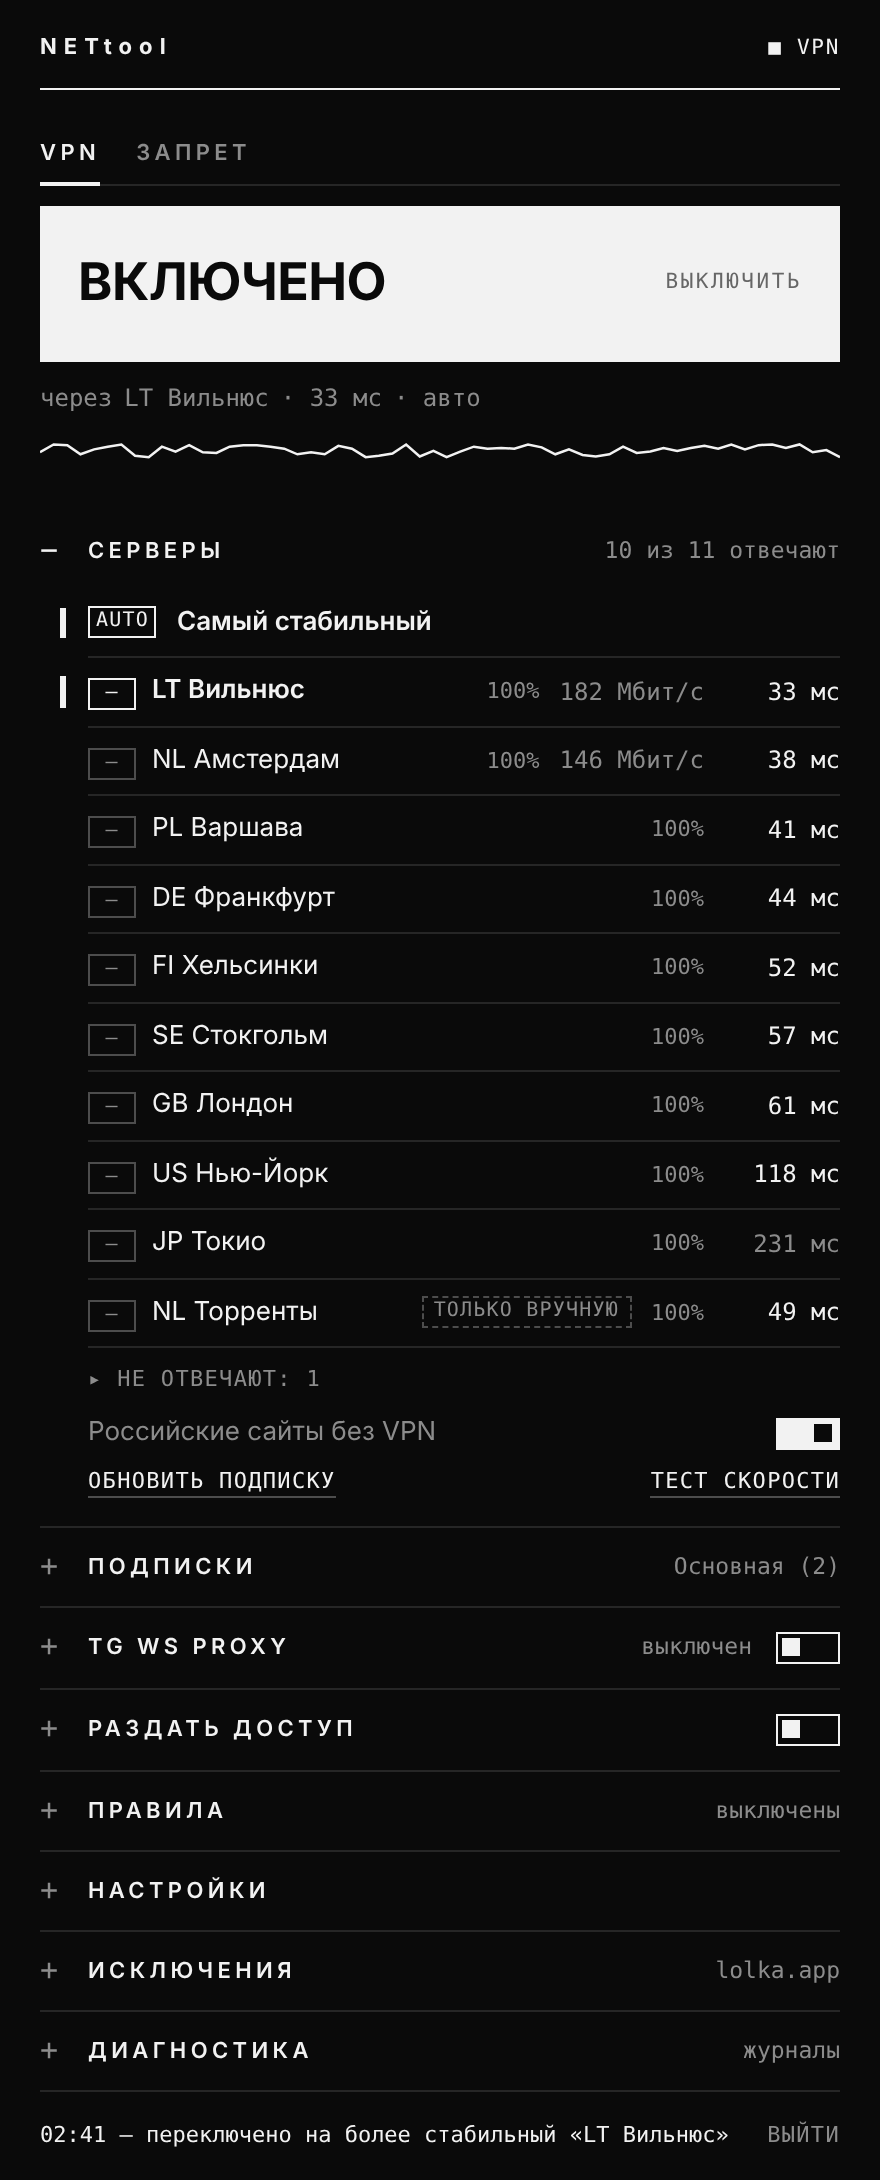 NETtool ■ VPN
VPN ЗАПРЕТ
ВКЛЮЧЕНО ВЫКЛЮЧИТЬ
через LT Вильнюс · 33 мс · авто
− СЕРВЕРЫ 10 из 11 отвечают
AUTO Самый стабильный
— LT Вильнюс 100% 182 Мбит/с 33 мс
— NL Амстердам 100% 146 Мбит/с 38 мс
— PL Варшава 100% 41 мс
— DE Франкфурт 100% 44 мс
— FI Хельсинки 100% 52 мс
— SE Стокгольм 100% 57 мс
— GB Лондон 100% 61 мс
— US Нью-Йорк 100% 118 мс
— JP Токио 100% 231 мс
— NL Торренты ТОЛЬКО ВРУЧНУЮ 100% 49 мс
▸ НЕ ОТВЕЧАЮТ: 1
Российские сайты без VPN
ОБНОВИТЬ ПОДПИСКУ ТЕСТ СКОРОСТИ
+ ПОДПИСКИ Основная (2)
+ TG WS PROXY выключен
+ РАЗДАТЬ ДОСТУП
+ ПРАВИЛА выключены
+ НАСТРОЙКИ
+ ИСКЛЮЧЕНИЯ lolka.app
+ ДИАГНОСТИКА журналы
02:41 — переключено на более стабильный «LT Вильнюс» ВЫЙТИ